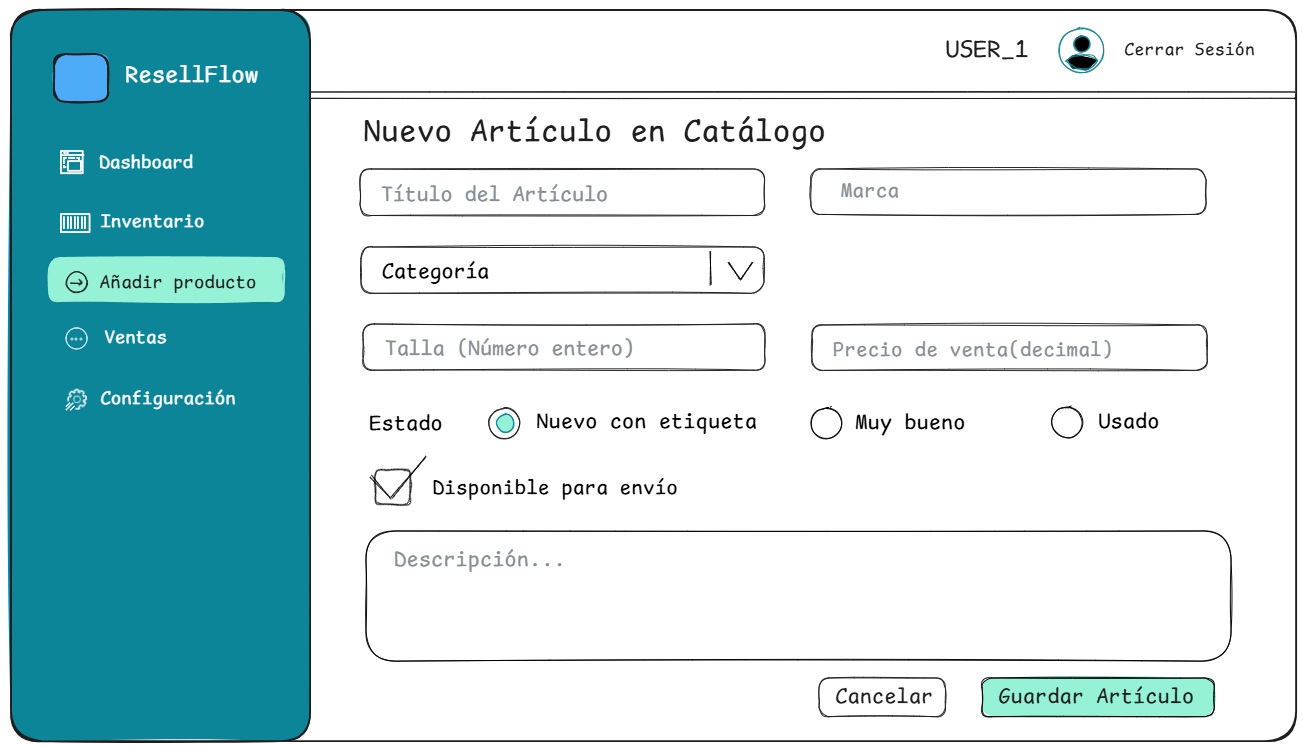 ResellFlow
Dashboard
Inventario
Añadir producto
Ventas
Configuración
USER_1
Cerrar Sesión
Nuevo Artículo en Catálogo
Título del Artículo
Marca
Categoría
Talla (Número entero)
Precio de venta(decimal)
Estado
Nuevo con etiqueta
Muy bueno
Usado
Disponible para envío
Descripción...
Cancelar
Guardar Artículo